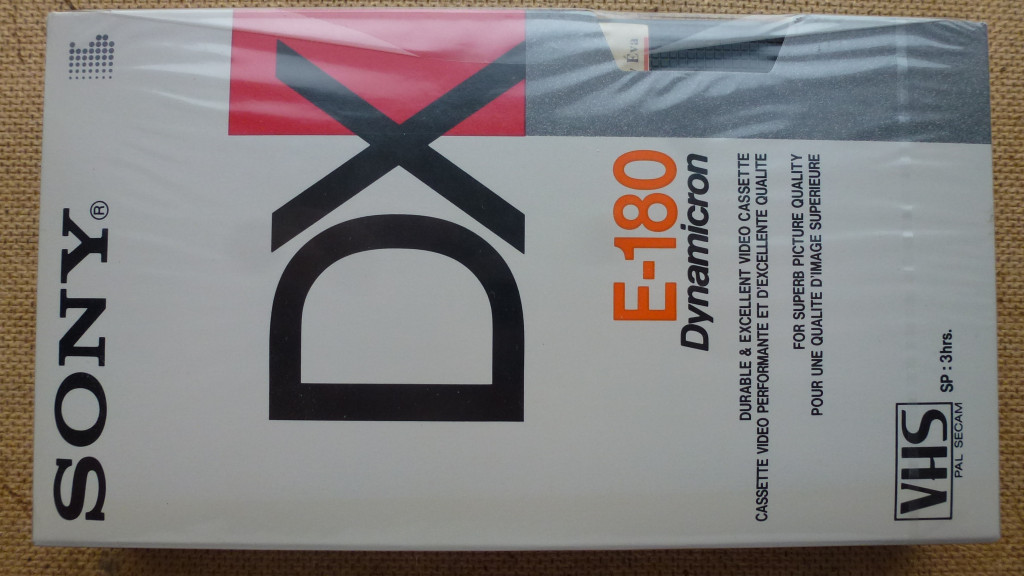 SONY®
DX
Eva
E-180
Dynamicron
DURABLE & EXCELLENT VIDEO CASSETTE
CASSETTE VIDEO PERFORMANTE ET D'EXCELLENTE QUALITE
FOR SUPERB PICTURE QUALITY
POUR UNE QUALITE D'IMAGE SUPERIEURE
VHS
PAL SECAM
SP : 3hrs.